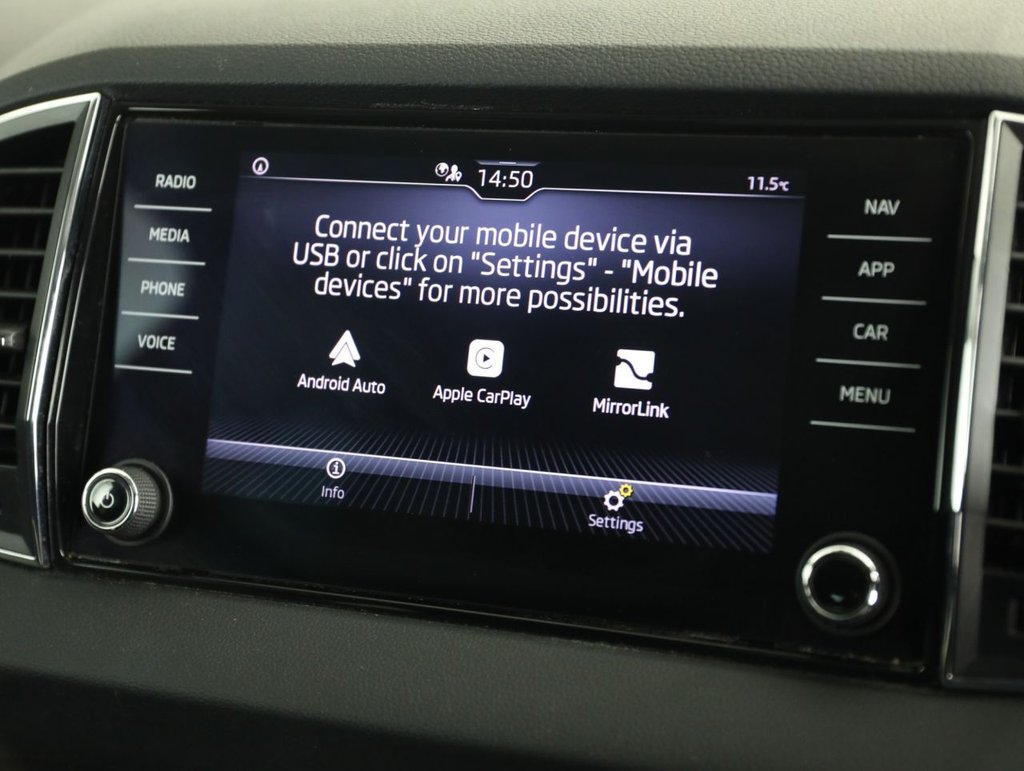 14:50
11.5°C
RADIO
MEDIA
PHONE
VOICE
Connect your mobile device via
USB or click on "Settings" - "Mobile
devices" for more possibilities.
Android Auto
Apple CarPlay
MirrorLink
Info
Settings
NAV
APP
CAR
MENU